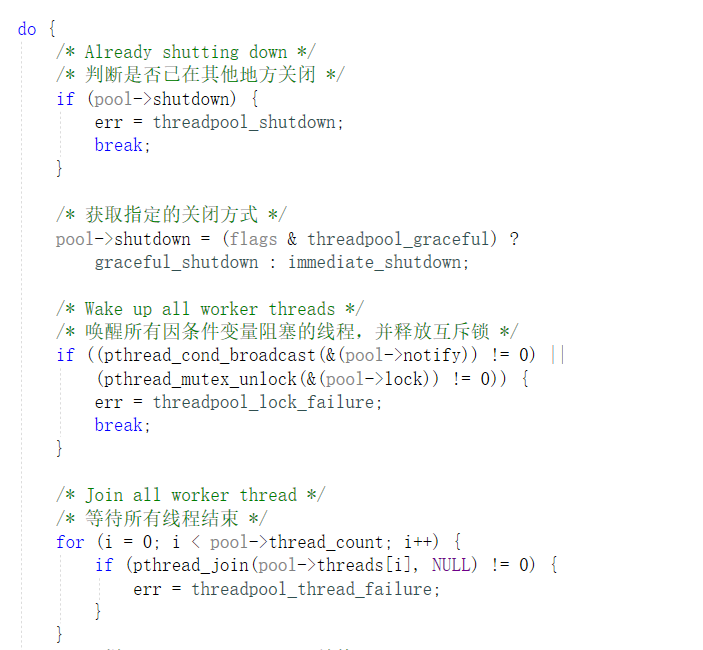 do {
/* Already shutting down */
/* 判断是否已在其他地方关闭 */
if (pool->shutdown) {
err = threadpool_shutdown;
break;
}
/* 获取指定的关闭方式 */
pool->shutdown = (flags & threadpool_graceful) ?
graceful_shutdown : immediate_shutdown;
/* Wake up all worker threads */
/* 唤醒所有因条件变量阻塞的线程，并释放互斥锁 */
if ((pthread_cond_broadcast(&(pool->notify)) != 0) ||
(pthread_mutex_unlock(&(pool->lock)) != 0)) {
err = threadpool_lock_failure;
break;
}
/* Join all worker thread */
/* 等待所有线程结束 */
for (i = 0; i < pool->thread_count; i++) {
if (pthread_join(pool->threads[i], NULL) != 0) {
err = threadpool_thread_failure;
}
}